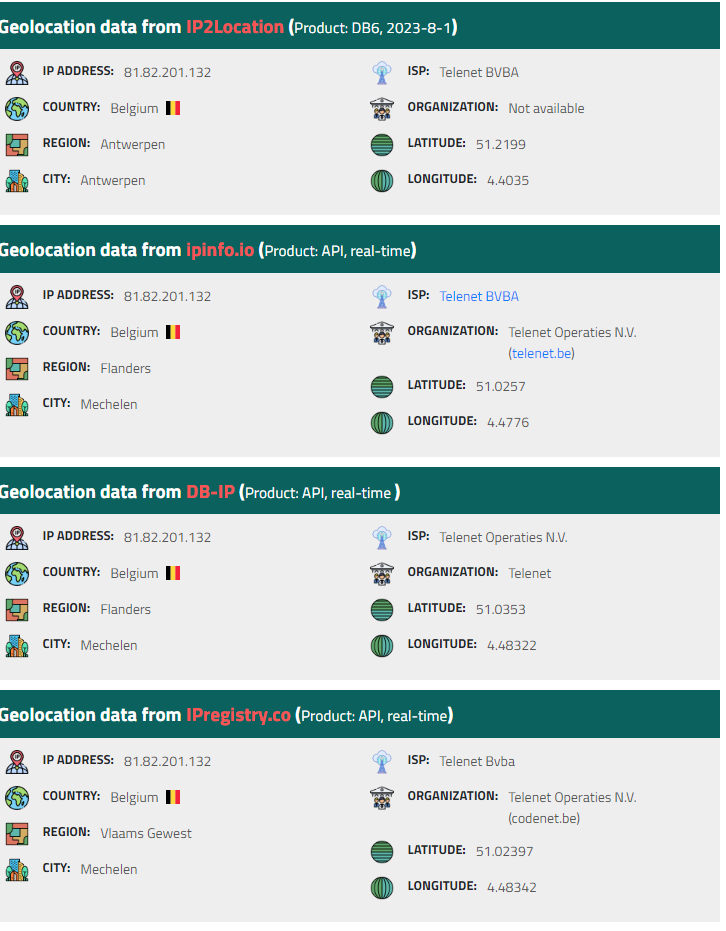 Geolocation data from IP2Location (Product: DB6, 2023-8-1)
IP ADDRESS: 81.82.201.132
COUNTRY: Belgium
REGION: Antwerpen
CITY: Antwerpen
ISP: Telenet BVBA
ORGANIZATION: Not available
LATITUDE: 51.2199
LONGITUDE: 4.4035
Geolocation data from ipinfo.io (Product: API, real-time)
IP ADDRESS: 81.82.201.132
COUNTRY: Belgium
REGION: Flanders
CITY: Mechelen
ISP: Telenet BVBA
ORGANIZATION: Telenet Operaties N.V.
(telenet.be)
LATITUDE: 51.0257
LONGITUDE: 4.4776
Geolocation data from DB-IP (Product: API, real-time )
IP ADDRESS: 81.82.201.132
COUNTRY: Belgium
REGION: Flanders
CITY: Mechelen
ISP: Telenet Operaties N.V.
ORGANIZATION: Telenet
LATITUDE: 51.0353
LONGITUDE: 4.48322
Geolocation data from IPregistry.co (Product: API, real-time)
IP ADDRESS: 81.82.201.132
COUNTRY: Belgium
REGION: Vlaams Gewest
CITY: Mechelen
ISP: Telenet Bvba
ORGANIZATION: Telenet Operaties N.V.
(codenet.be)
LATITUDE: 51.02397
LONGITUDE: 4.48342